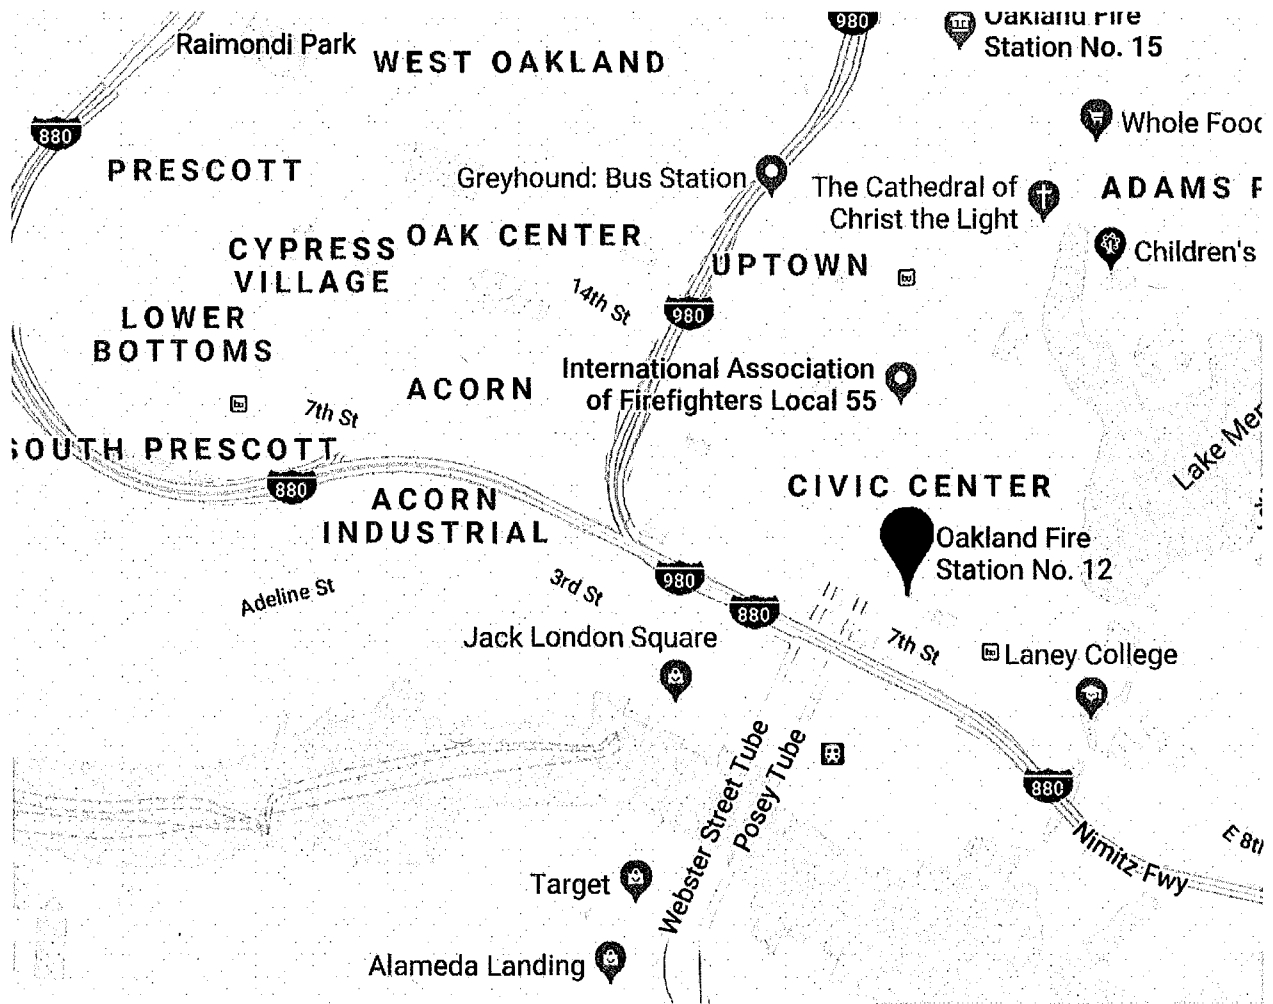 980
Oakland Fire
Station No. 15
Raimondi Park
WEST OAKLAND
880
Whole Food
PRESCOTT
Greyhound: Bus Station
The Cathedral of
Christ the Light
ADAMS P
CYPRESS
VILLAGE
OAK CENTER
Children's
UPTOWN
14th St
980
LOWER
BOTTOMS
International Association
of Firefighters Local 55
ACORN
7th St
SOUTH PRESCOTT
Lake Mer
880
ACORN
INDUSTRIAL
CIVIC CENTER
Oakland Fire
Station No. 12
980
3rd St
Adeline St
880
Jack London Square
7th St
Laney College
Webster Street Tube
Posey Tube
880
Nimitz Fwy
E 8th
Target
Alameda Landing